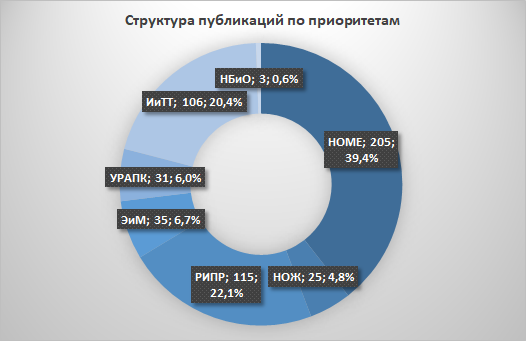 Структура публикаций по приоритетам
НБиО; 3; 0,6%
ИиТТ; 106; 20,4%
НОМЕ; 205;
39,4%
УРАПК; 31; 6,0%
ЭиМ; 35; 6,7%
РИПР; 115;
22,1%
НОЖ; 25; 4,8%